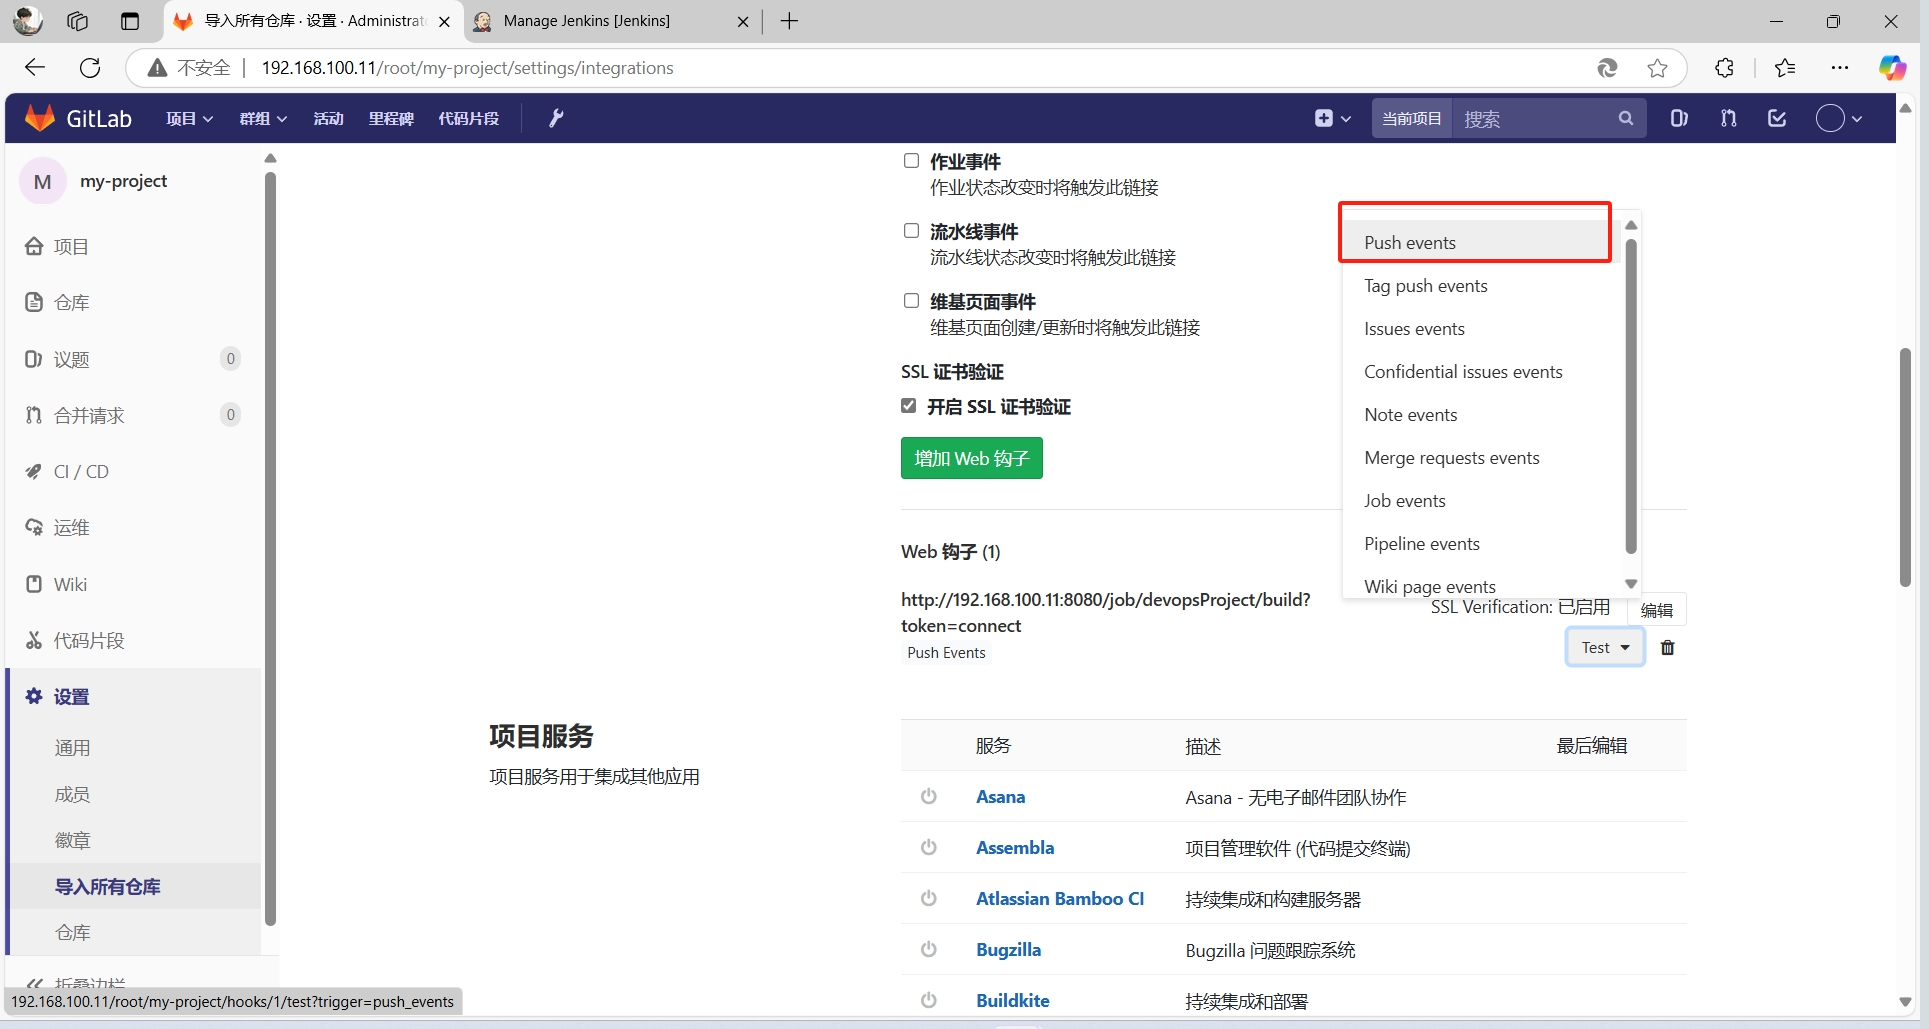 导入所有仓库 · 设置 · Administrat
Manage Jenkins [Jenkins]
不安全
192.168.100.11/root/my-project/settings/integrations
GitLab
项目
群组
活动
里程碑
代码片段
当前项目
搜索
M
my-project
项目
仓库
议题
0
合并请求
0
CI / CD
运维
Wiki
代码片段
设置
通用
成员
徽章
导入所有仓库
仓库
折叠边栏
192.168.100.11/root/my-project/hooks/1/test?trigger=push_events
作业事件
作业状态改变时将触发此链接
流水线事件
流水线状态改变时将触发此链接
维基页面事件
维基页面创建/更新时将触发此链接
SSL 证书验证
开启 SSL 证书验证
增加 Web 钩子
Push events
Tag push events
Issues events
Confidential issues events
Note events
Merge requests events
Job events
Pipeline events
Wiki page events
Web 钩子 (1)
http://192.168.100.11:8080/job/devopsProject/build?
token=connect
Push Events
SSL Verification: 已启用
编辑
Test
项目服务
项目服务用于集成其他应用
服务
描述
最后编辑
Asana
Asana - 无电子邮件团队协作
Assembla
项目管理软件 (代码提交终端)
Atlassian Bamboo CI
持续集成和构建服务器
Bugzilla
Bugzilla 问题跟踪系统
Buildkite
持续集成和部署